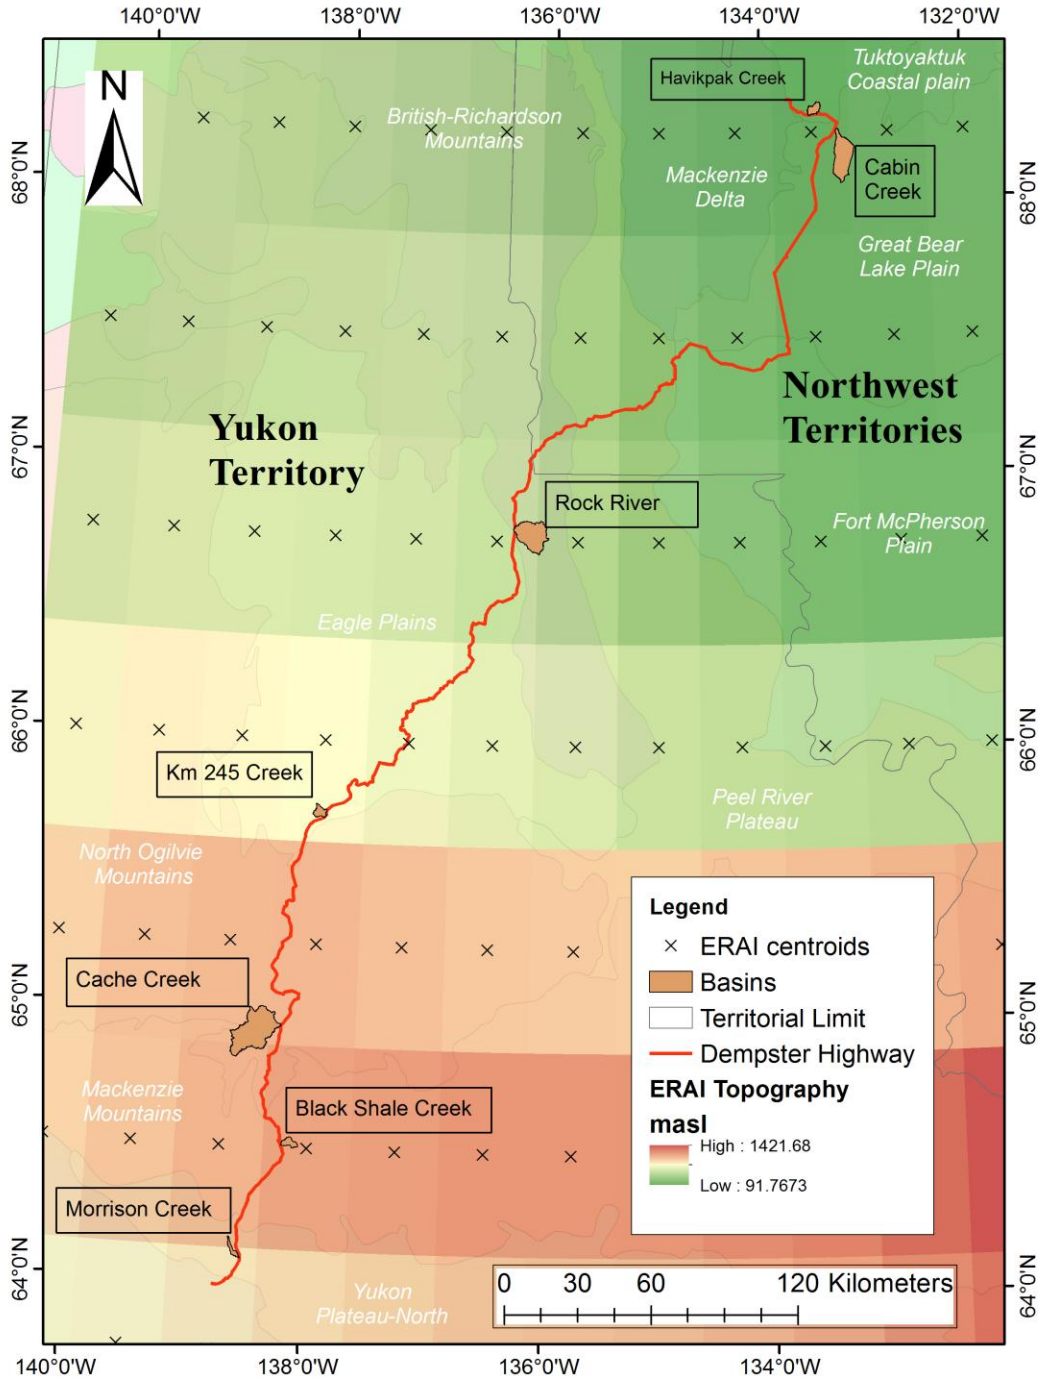 140°0'W 138°0'W 136°0'W 134°0'W 132°0'W
N
Havikpak Creek
Tuktoyaktuk
Coastal plain
British-Richardson
Mountains
Mackenzie
Delta
Cabin
Creek
68°0'N
68°0'N
Great Bear
Lake Plain
Northwest
Territories
Yukon
Territory
67°0'N
67°0'N
Rock River
Fort McPherson
Plain
Eagle Plains
66°0'N
66°0'N
Km 245 Creek
Peel River
Plateau
North Ogilvie
Mountains
Legend
ERAI centroids
Basins
Territorial Limit
Dempster Highway
ERAI Topography
masl
High : 1421.68
Low : 91.7673
Cache Creek
65°0'N
65°0'N
Mackenzie
Mountains
Black Shale Creek
Morrison Creek
64°0'N
64°0'N
Yukon
Plateau-North
0 30 60 120 Kilometers
140°0'W 138°0'W 136°0'W 134°0'W